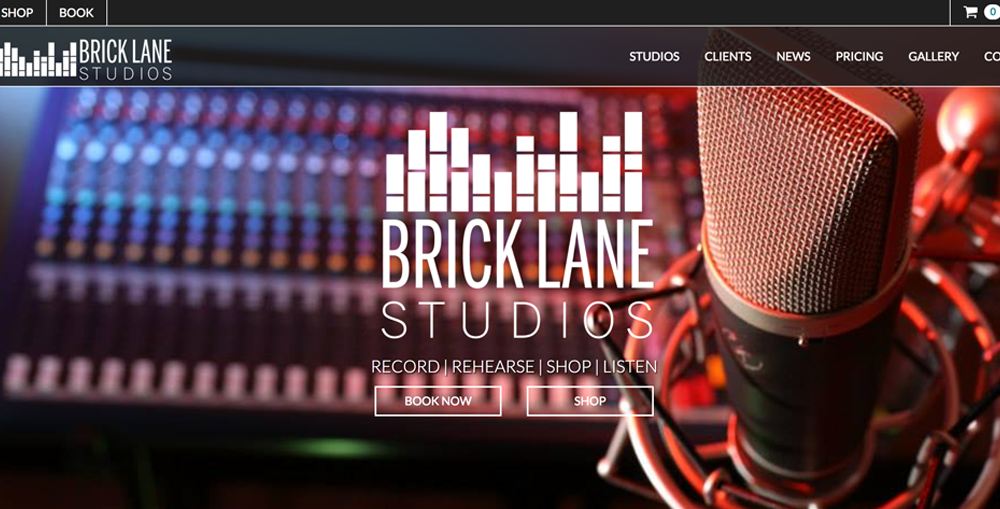 SHOP BOOK 0
BRICK LANE
STUDIOS
STUDIOS CLIENTS NEWS PRICING GALLERY CO
BRICK LANE
STUDIOS
RECORD | REHEARSE | SHOP | LISTEN
BOOK NOW SHOP